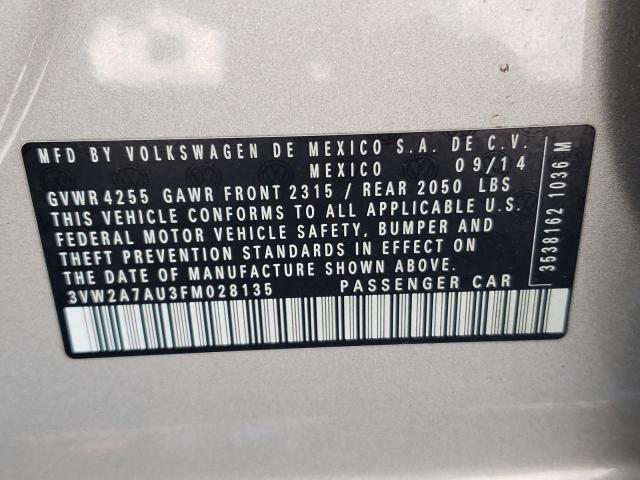 MFD BY VOLKSWAGEN DE MEXICO S.A. DE C.V.
MEXICO 09/14
GVWR 4255 GAWR FRONT 2315 / REAR 2050 LBS
THIS VEHICLE CONFORMS TO ALL APPLICABLE U.S.
FEDERAL MOTOR VEHICLE SAFETY, BUMPER AND
THEFT PREVENTION STANDARDS IN EFFECT ON
THE DATE OF MANUFACTURE SHOWN ABOVE.
3VW2A7AU3FM028135 PASSENGER CAR
3538162 1036 M